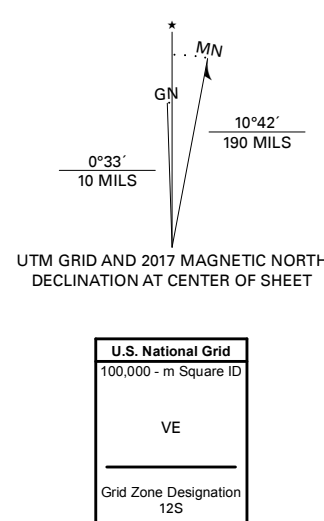 ★
MN
GN
10°42´
190 MILS
0°33´
10 MILS
UTM GRID AND 2017 MAGNETIC NORTH
DECLINATION AT CENTER OF SHEET
U.S. National Grid
100,000 - m Square ID
VE
Grid Zone Designation
12S